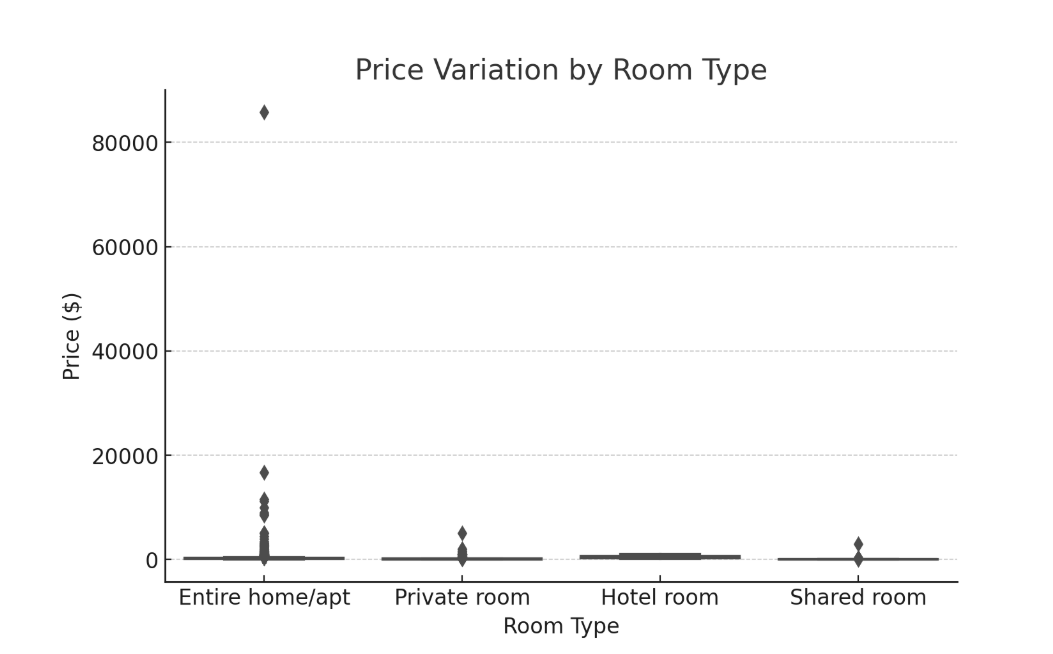 Price Variation by Room Type
Price ($)
80000
60000
40000
20000
0
Entire home/apt
Private room
Hotel room
Shared room
Room Type